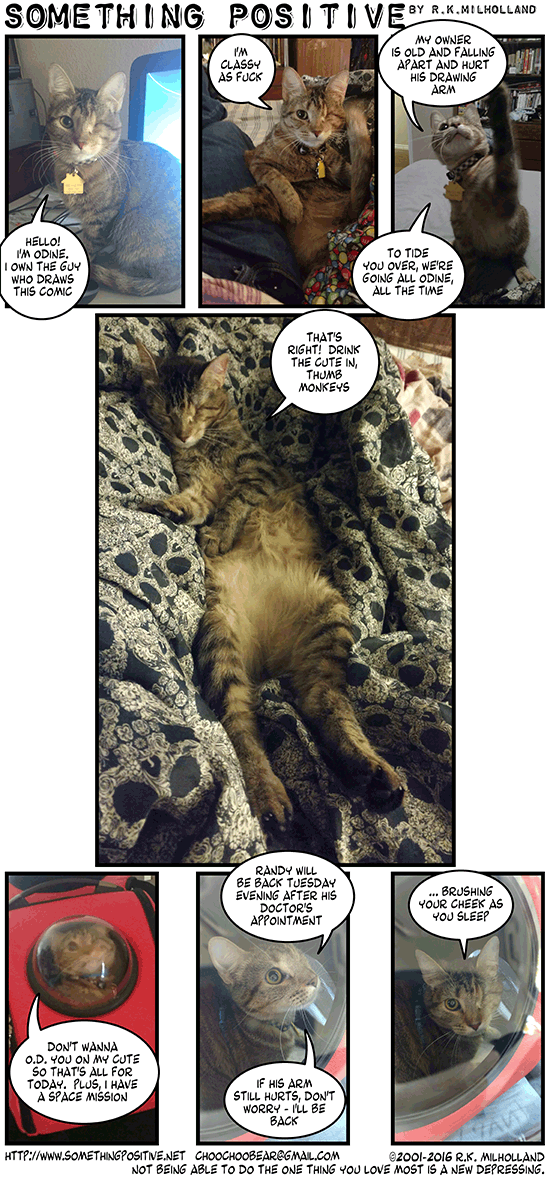 SOMETHING POSITIVE BY R.K.MILHOLLAND
HELLO!
I'M ODINE.
I OWN THE GUY
WHO DRAWS
THIS COMIC
I'M
CLASSY
AS FUCK
MY OWNER
IS OLD AND FALLING
APART AND HURT
HIS DRAWING
ARM
TO TIDE
YOU OVER, WE'RE
GOING ALL ODINE,
ALL THE TIME
THAT'S
RIGHT! DRINK
THE CUTE IN,
THUMB
MONKEYS
DON'T WANNA
O.D. YOU ON MY CUTE
SO THAT'S ALL FOR
TODAY. PLUS, I HAVE
A SPACE MISSION
RANDY WILL
BE BACK TUESDAY
EVENING AFTER HIS
DOCTOR'S
APPOINTMENT
IF HIS ARM
STILL HURTS, DON'T
WORRY - I'LL BE
BACK
... BRUSHING
YOUR CHEEK AS
YOU SLEEP
HTTP://WWW.SOMETHINGPOSITIVE.NET CHOOCHOOBEAR@GMAIL.COM ©2001-2016 R.K. MILHOLLAND
NOT BEING ABLE TO DO THE ONE THING YOU LOVE MOST IS A NEW DEPRESSING.